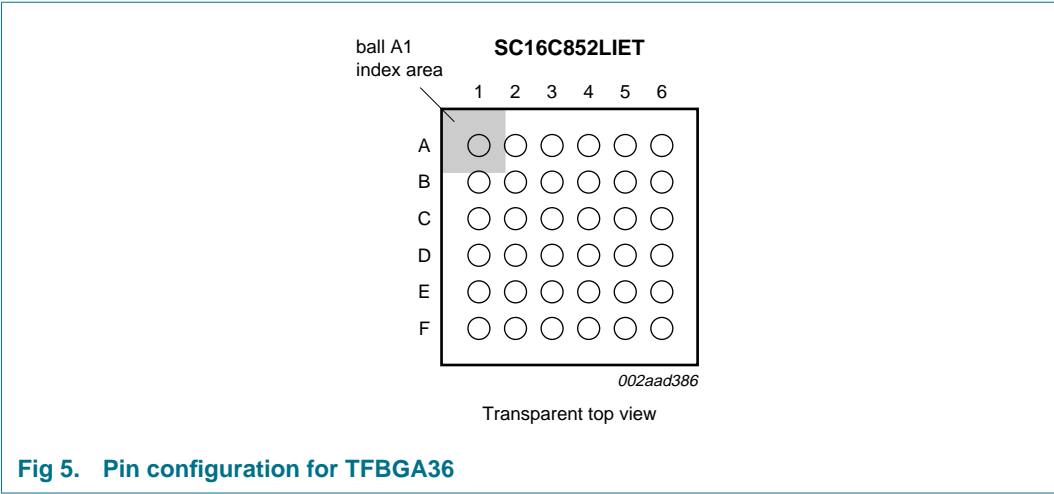 ball A1
index area
SC16C852LIET
1 2 3 4 5 6
A
B
C
D
E
F
002aad386
Transparent top view
Fig 5. Pin configuration for TFBGA36